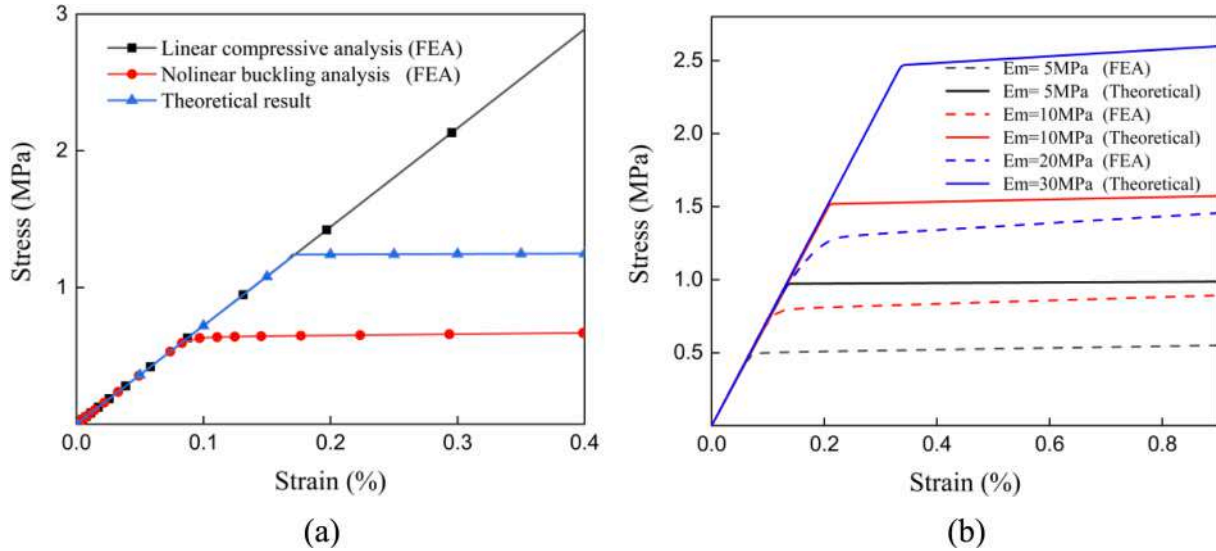 3
2
1
0.0
0.1
0.2
0.3
0.4
Stress (MPa)
Strain (%)
Linear compressive analysis (FEA)
Nolinear buckling analysis (FEA)
Theoretical result
(a)
2.5
2.0
1.5
1.0
0.5
0.0
0.2
0.4
0.6
0.8
Stress (MPa)
Strain (%)
Em= 5MPa (FEA)
Em= 5MPa (Theoretical)
Em=10MPa (FEA)
Em=10MPa (Theoretical)
Em=20MPa (FEA)
Em=30MPa (Theoretical)
(b)